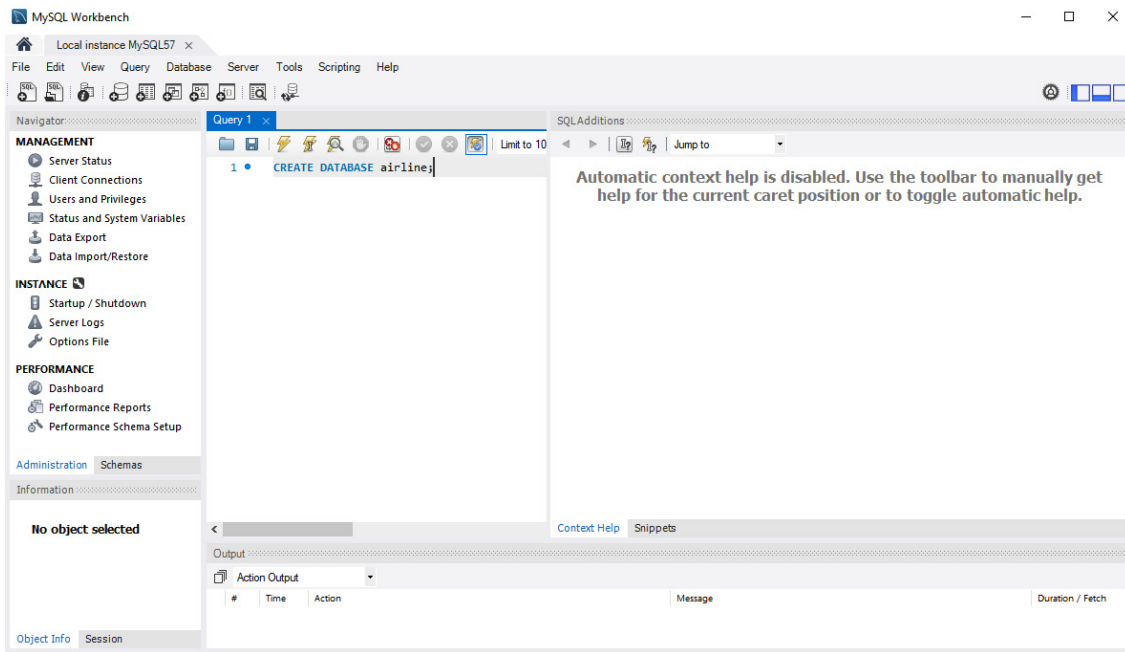 MySQL Workbench
Local instance MySQL57
File Edit View Query Database Server Tools Scripting Help
Navigator
MANAGEMENT
Server Status
Client Connections
Users and Privileges
Status and System Variables
Data Export
Data Import/Restore
INSTANCE
Startup / Shutdown
Server Logs
Options File
PERFORMANCE
Dashboard
Performance Reports
Performance Schema Setup
Administration Schemas
Information
No object selected
Object Info Session
Query 1
Limit to 10
1 CREATE DATABASE airline;
SQLAdditions
Jump to
Automatic context help is disabled. Use the toolbar to manually get
help for the current caret position or to toggle automatic help.
Context Help Snippets
Output
Action Output
# Time Action Message Duration / Fetch